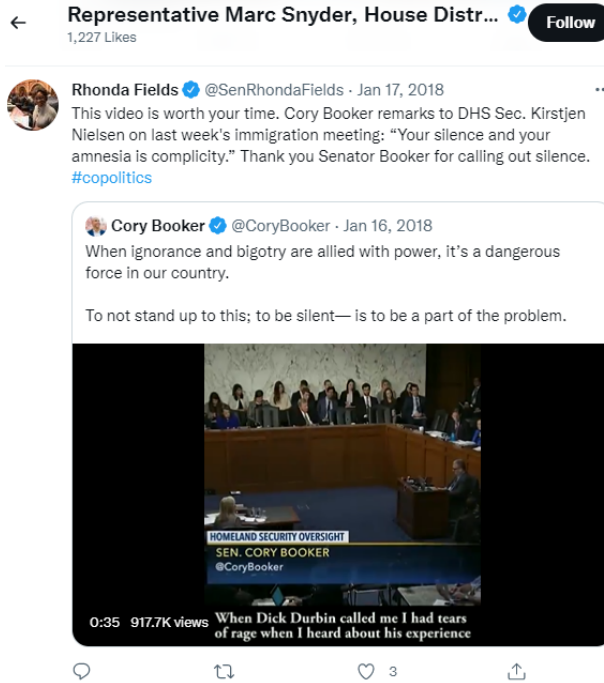 Representative Marc Snyder, House Distr...
Follow
1,227 Likes
Rhonda Fields @SenRhondaFields · Jan 17, 2018
This video is worth your time. Cory Booker remarks to DHS Sec. Kirstjen
Nielsen on last week's immigration meeting: “Your silence and your
amnesia is complicity.” Thank you Senator Booker for calling out silence.
#copolitics
Cory Booker @CoryBooker · Jan 16, 2018
When ignorance and bigotry are allied with power, it’s a dangerous
force in our country.
To not stand up to this; to be silent— is to be a part of the problem.
HOMELAND SECURITY OVERSIGHT
SEN. CORY BOOKER
@CoryBooker
0:35 917.7K views
When Dick Durbin called me I had tears
of rage when I heard about his experience
3